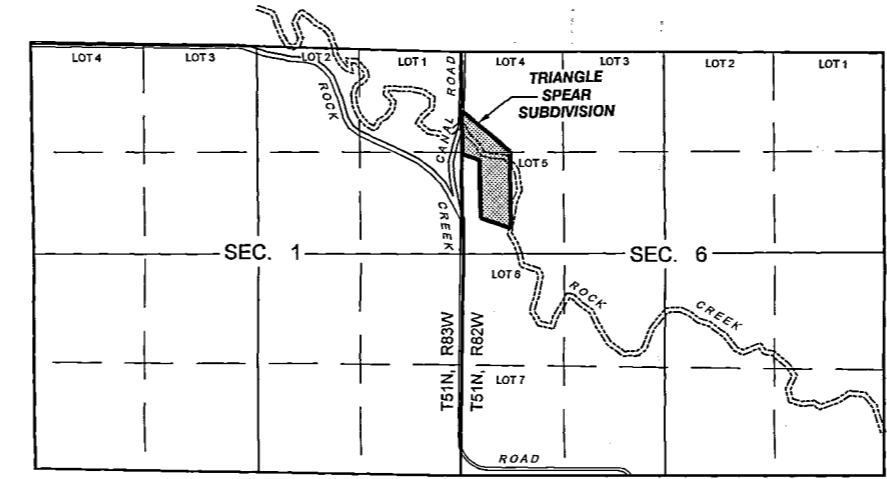 LOT 4
LOT 3
LOT 2
LOT 1
LOT 4
LOT 3
LOT 2
LOT 1
ROCK
CANAL ROAD
TRIANGLE
SPEAR
SUBDIVISION
LOT 5
CREEK
SEC. 1
SEC. 6
LOT 6
ROCK
CREEK
T51N, R83W
T51N, R82W
LOT 7
ROAD